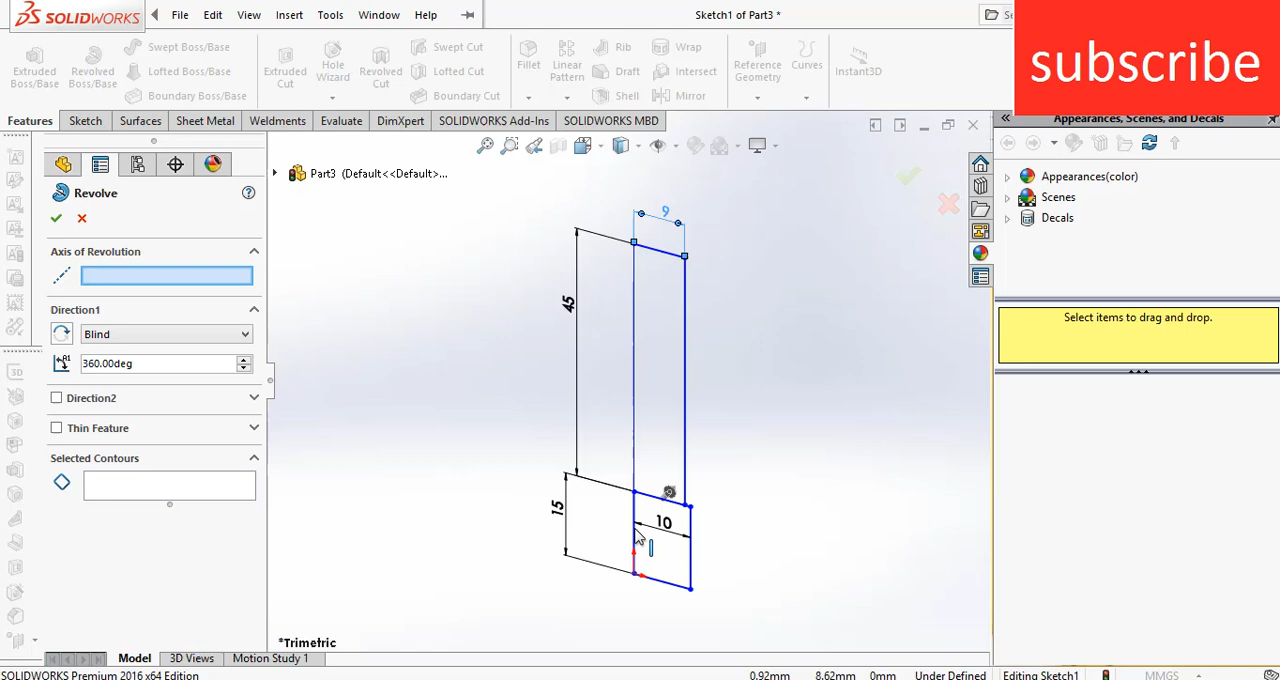 SOLIDWORKS File Edit View Insert Tools Window Help Sketch1 of Part3 *
subscribe
Extruded Boss/Base
Revolved Boss/Base
Swept Boss/Base
Lofted Boss/Base
Boundary Boss/Base
Extruded Cut
Hole Wizard
Revolved Cut
Swept Cut
Lofted Cut
Boundary Cut
Fillet
Linear Pattern
Rib
Draft
Shell
Wrap
Intersect
Mirror
Reference Geometry
Curves
Instant3D
Features Sketch Surfaces Sheet Metal Weldments Evaluate DimXpert SOLIDWORKS Add-Ins SOLIDWORKS MBD
Appearances, Scenes, and Decals
Part3 (Default<<Default>...
Appearances(color)
Scenes
Decals
Revolve
Axis of Revolution
Direction1
Blind
A1
360.00deg
Direction2
Thin Feature
Selected Contours
Select items to drag and drop.
9
45
15
10
*Trimetric
Model 3D Views Motion Study 1
SOLIDWORKS Premium 2016 x64 Edition 0.92mm 8.62mm 0mm Under Defined Editing Sketch1 MMGS